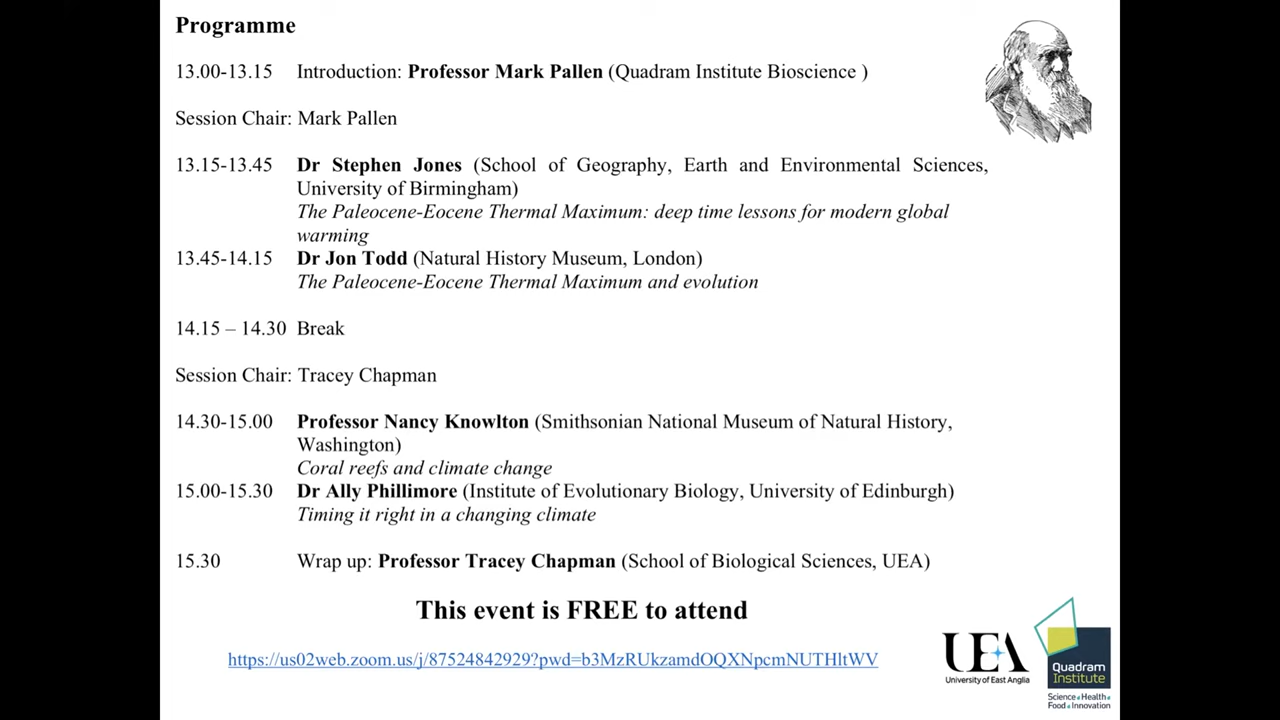 Programme
13.00-13.15 Introduction: Professor Mark Pallen (Quadram Institute Bioscience )
Session Chair: Mark Pallen
13.15-13.45 Dr Stephen Jones (School of Geography, Earth and Environmental Sciences,
University of Birmingham)
The Paleocene-Eocene Thermal Maximum: deep time lessons for modern global
warming
13.45-14.15 Dr Jon Todd (Natural History Museum, London)
The Paleocene-Eocene Thermal Maximum and evolution
14.15 – 14.30 Break
Session Chair: Tracey Chapman
14.30-15.00 Professor Nancy Knowlton (Smithsonian National Museum of Natural History,
Washington)
Coral reefs and climate change
15.00-15.30 Dr Ally Phillimore (Institute of Evolutionary Biology, University of Edinburgh)
Timing it right in a changing climate
15.30 Wrap up: Professor Tracey Chapman (School of Biological Sciences, UEA)
This event is FREE to attend
https://us02web.zoom.us/j/87524842929?pwd=b3MzRUkzamdOQXNpcmNUTHltWV
UEA
University of East Anglia
Quadram
Institute
Science Health
Food Innovation